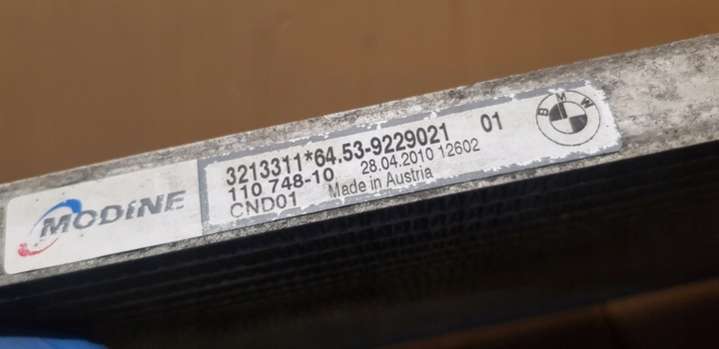 MODINE
3213311*64.53-9229021 01
110 748-10 28.04.2010 12602
CND01 Made in Austria
BMW